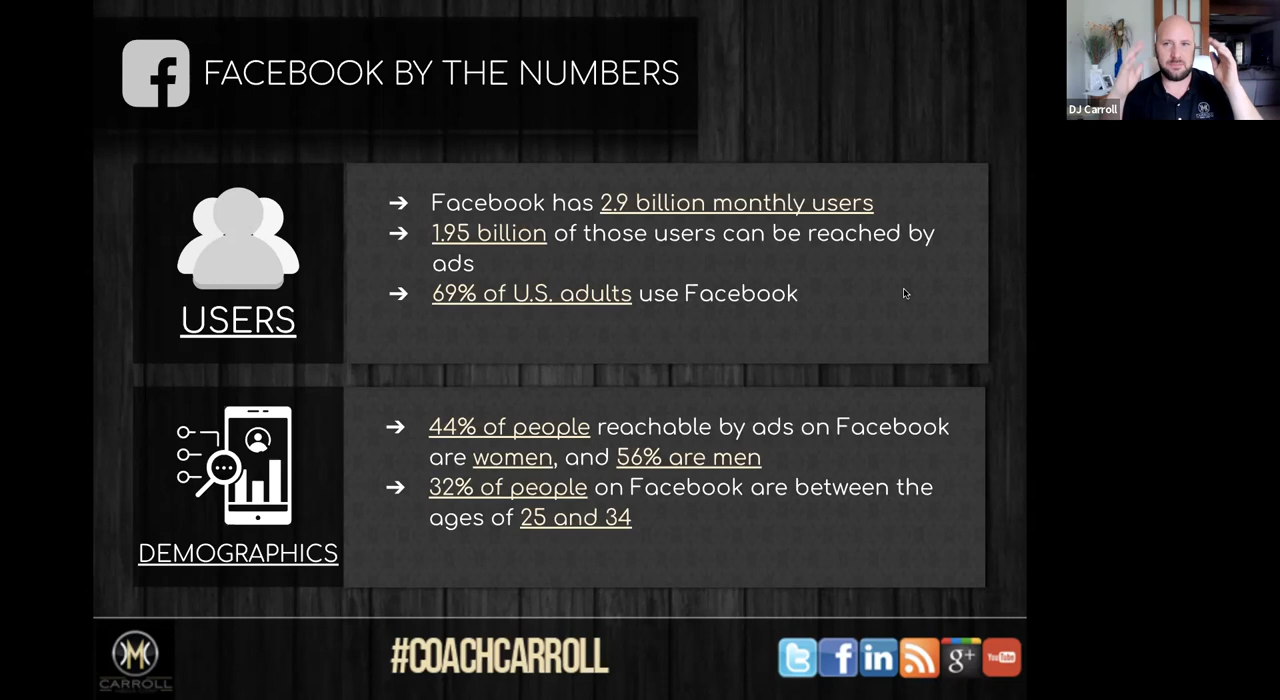 FACEBOOK BY THE NUMBERS
DJ Carroll
➔ Facebook has 2.9 billion monthly users
➔ 1.95 billion of those users can be reached by
ads
➔ 69% of U.S. adults use Facebook
USERS
➔ 44% of people reachable by ads on Facebook
are women, and 56% are men
➔ 32% of people on Facebook are between the
ages of 25 and 34
DEMOGRAPHICS
CARROLL
#COACHCARROLL
in
g+
YouTube